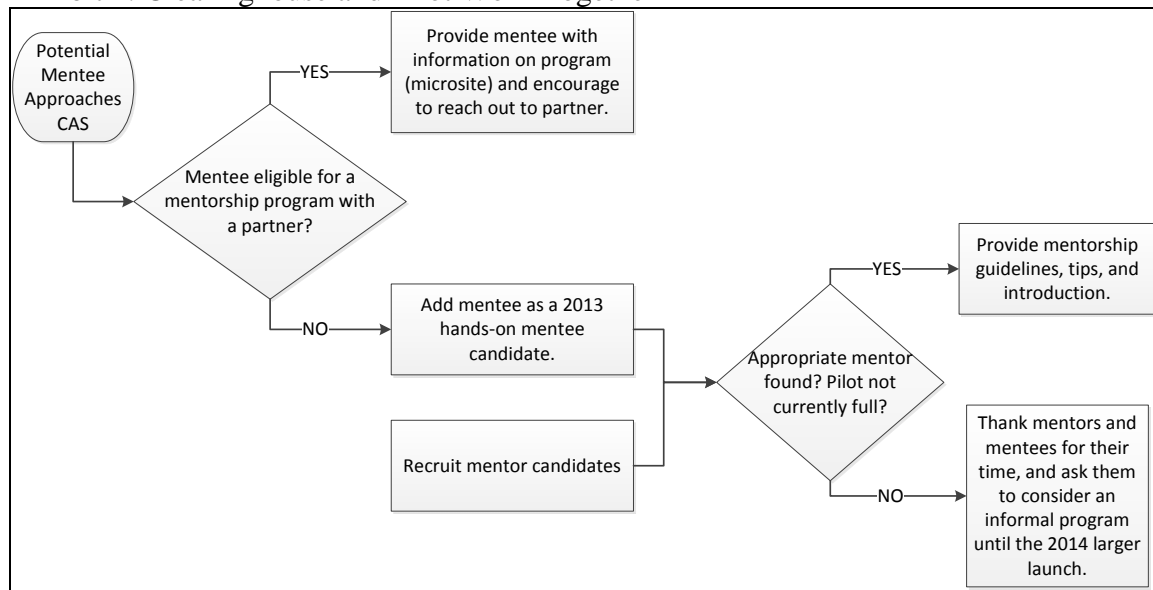 Potential
Mentee
Approaches
CAS
YES
Provide mentee with
information on program
(microsite) and encourage
to reach out to partner.
Mentee eligible for a
mentorship program with
a partner?
NO
Add mentee as a 2013
hands-on mentee
candidate.
Recruit mentor candidates
Appropriate mentor
found? Pilot not
currently full?
YES
Provide mentorship
guidelines, tips, and
introduction.
NO
Thank mentors and
mentees for their
time, and ask them
to consider an
informal program
until the 2014 larger
launch.